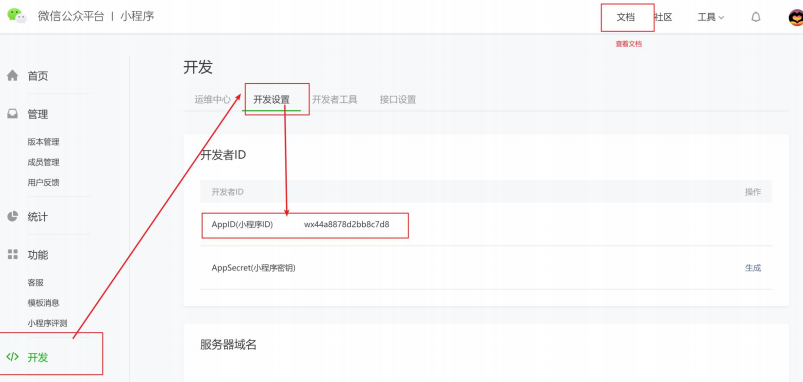 微信公众平台 | 小程序
文档 社区 工具
查看文档
首页
管理
版本管理
成员管理
用户反馈
统计
功能
客服
模板消息
小程序评测
</> 开发
开发
运维中心 开发设置 开发者工具 接口设置
开发者ID
开发者ID 操作
AppID(小程序ID) wx44a8878d2bb8c7d8
AppSecret(小程序密钥) 生成
服务器域名